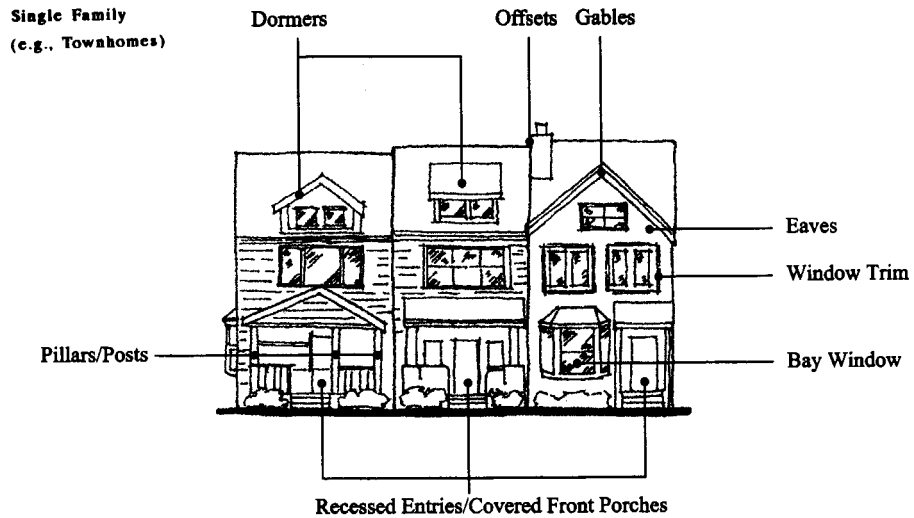 Single Family
(e.g., Townhomes)
Dormers
Offsets
Gables
Eaves
Window Trim
Pillars/Posts
Bay Window
Recessed Entries/Covered Front Porches